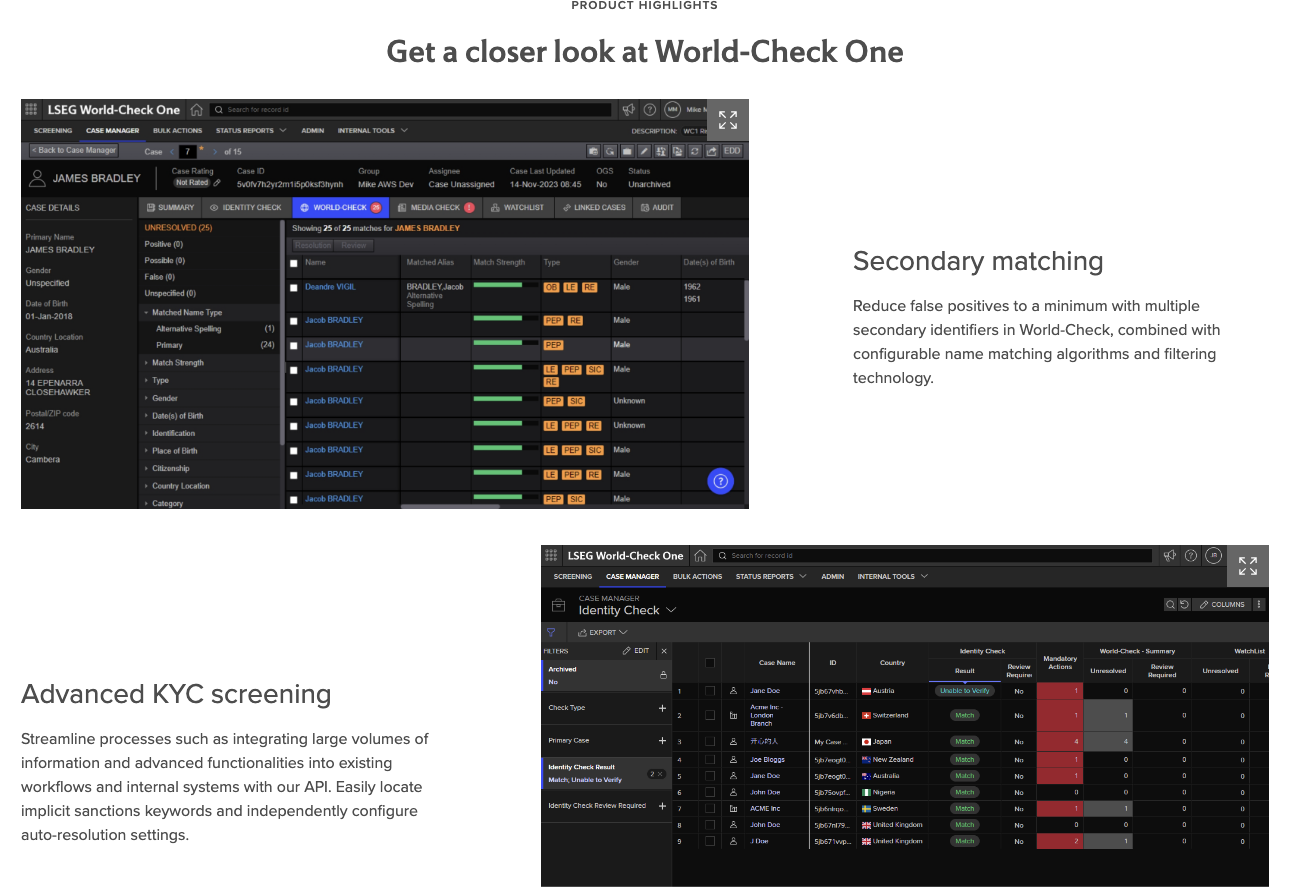 PRODUCT HIGHLIGHTS
Get a closer look at World-Check One
LSEG World-Check One
Search for record id
MM
Mike M
SCREENING
CASE MANAGER
BULK ACTIONS
STATUS REPORTS
ADMIN
INTERNAL TOOLS
DESCRIPTION:
< Back to Case Manager
Case
7
of 15
EDD
JAMES BRADLEY
Case Rating
Not Rated
Case ID
5v0fv7h2yr2m1i5p0ksf3hynh
Group
Mike AWS Dev
Assignee
Case Unassigned
Case Last Updated
14-Nov-2023 08:45
OGS
No
Status
Unarchived
CASE DETAILS
Primary Name
JAMES BRADLEY
Gender
Unspecified
Date of Birth
01-Jan-2018
Country Location
Australia
Address
14 EPENARRA
CLOSEHAWKER
Postal/ZIP code
2614
City
Cambera
SUMMARY
IDENTITY CHECK
WORLD-CHECK
MEDIA CHECK
WATCHLIST
LINKED CASES
AUDIT
UNRESOLVED (25)
Positive (0)
Possible (0)
False (0)
Unspecified (0)
Matched Name Type
Alternative Spelling (1)
Primary (24)
Match Strength
Type
Gender
Date(s) of Birth
Identification
Place of Birth
Citizenship
Country Location
Category
Showing 25 of 25 matches for JAMES BRADLEY
Resolution
Review
Name Matched Alias Match Strength Type Gender Date(s) of Birth
Deandre VIGIL BRADLEY,Jacob OB LE RE Male 1962
Alternative 1961
Spelling
Jacob BRADLEY PEP RE Male
Jacob BRADLEY PEP Male
Jacob BRADLEY LE PEP SIC Male
RE
Jacob BRADLEY PEP SIC Unknown
Jacob BRADLEY LE PEP RE Unknown
Jacob BRADLEY LE PEP SIC Male
Jacob BRADLEY LE PEP RE Male
Jacob BRADLEY PEP SIC Male
Secondary matching
Reduce false positives to a minimum with multiple
secondary identifiers in World-Check, combined with
configurable name matching algorithms and filtering
technology.
Advanced KYC screening
Streamline processes such as integrating large volumes of
information and advanced functionalities into existing
workflows and internal systems with our API. Easily locate
implicit sanctions keywords and independently configure
auto-resolution settings.
LSEG World-Check One
Search for record id
SCREENING
CASE MANAGER
BULK ACTIONS
STATUS REPORTS
ADMIN
INTERNAL TOOLS
CASE MANAGER
Identity Check
COLUMNS
EXPORT
FILTERS
EDIT
Archived
No
Check Type
Primary Case
Identity Check Result
Match; Unable to Verify
2
Identity Check Review Required
Identity Check World-Check - Summary WatchList
Case Name ID Country Result Review Require Mandatory Actions Unresolved Review Required Unresolved
1 Jane Doe 5jb67vhb... Austria Unable to Verify No 1 0 0 0
2 Acme Inc - London Branch 5jb7v6db... Switzerland Match No 1 1 0 0
3 开心的人 My Case... Japan Match No 4 4 0 0
4 Joe Bloggs 5jb7eogt0... New Zealand Match No 1 0 0 0
5 Jane Doe 5jb7eogt0... Australia Match No 1 0 0 0
6 John Doe 5jb75ovpf... Nigeria Match No 0 0 0 0
7 ACME Inc Sweden Match No 1 1 0 0
8 John Doe 5jb67nl79... United Kingdom Match No 0 0 0 0
9 J Doe 5jb671vvp... United Kingdom Match No 2 1 0 0